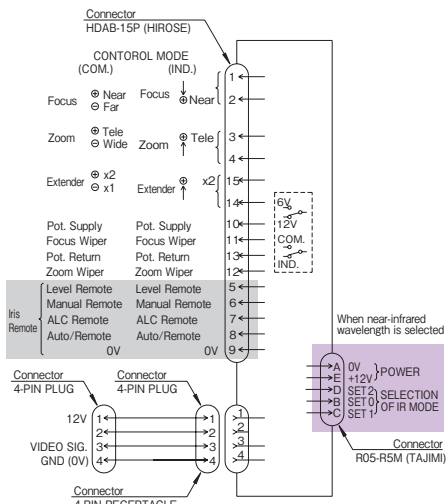 Connector
HDAB-15P (HIROSE)
CONTOROL MODE
(COM.) (IND.)
Focus ⊕ Near ⊖ Far Focus ⊕ Near 1 2
Zoom ⊕ Tele ⊖ Wide Zoom ⊕ Tele 3 4
Extender ⊕ x2 ⊖ x1 Extender ⊕ x2 15 14
6V
12V
COM.
IND.
Pot. Supply Pot. Supply 10
Focus Wiper Focus Wiper 11
Pot. Return Pot. Return 13
Zoom Wiper Zoom Wiper 12
Iris Remote
Level Remote Level Remote 5
Manual Remote Manual Remote 6
ALC Remote ALC Remote 7
Auto/Remote Auto/Remote 8
0V 0V 9
When near-infrared
wavelength is selected
A 0V
E +12V POWER
D SET 2
B SET 0
C SET 1
SELECTION
OF IR MODE
Connector
R05-R5M (TAJIMI)
Connector
4-PIN PLUG
Connector
4-PIN PLUG
12V 1 1 1
2 2 2
VIDEO SIG. 3 3 3
GND (0V) 4 4 4
Connector
4-PIN RECEPTACLE